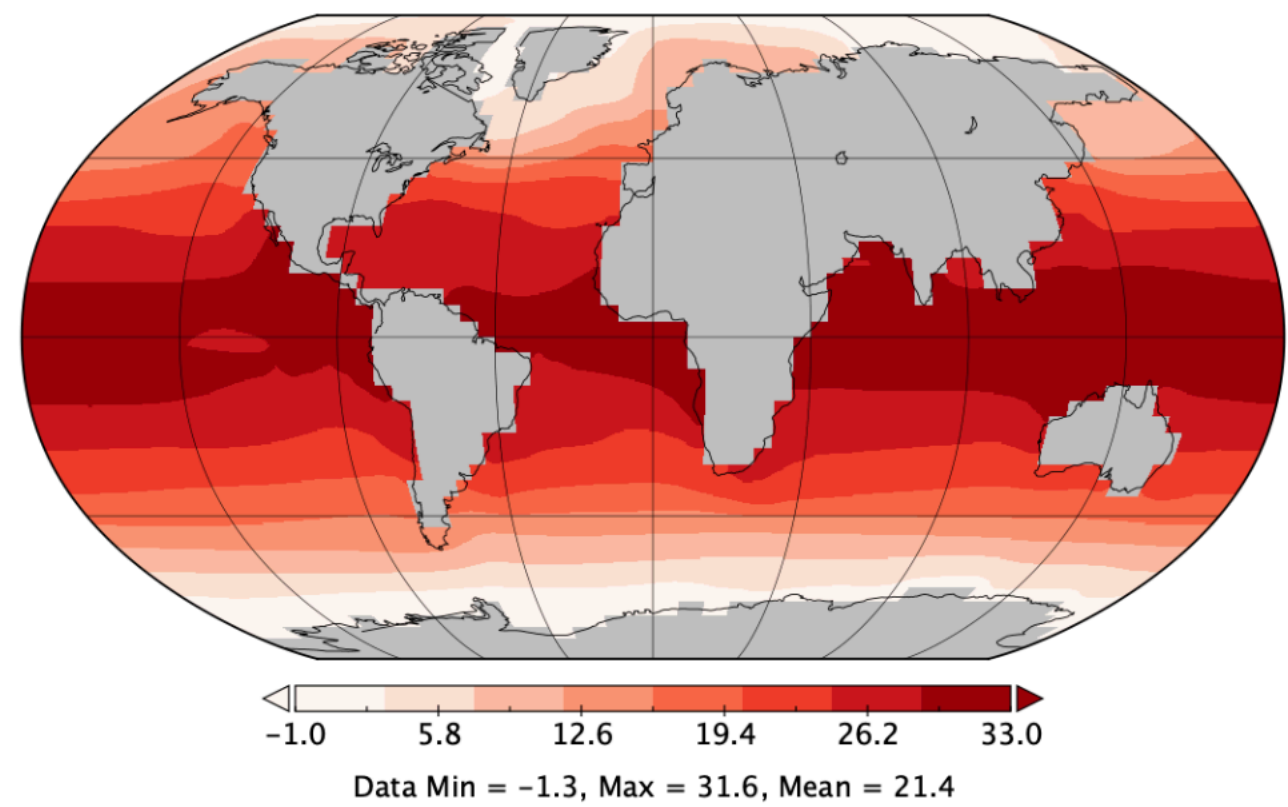 −1.0 5.8 12.6 19.4 26.2 33.0
Data Min = −1.3, Max = 31.6, Mean = 21.4